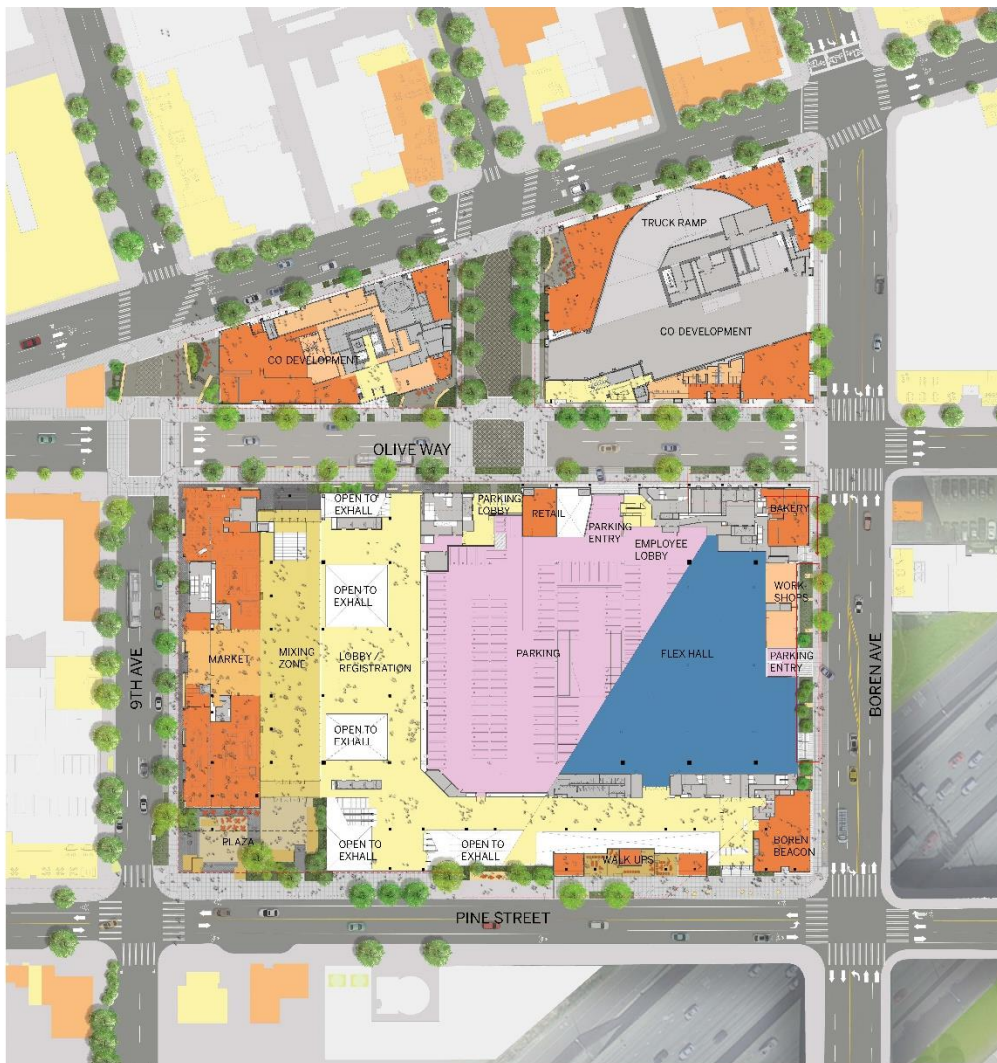 TRUCK RAMP
CO DEVELOPMENT
CO DEVELOPMENT
OLIVE WAY
OPEN TO
EXHALL
PARKING
LOBBY
RETAIL
PARKING
ENTRY
EMPLOYEE
LOBBY
BAKERY
OPEN TO
EXHALL
WORK-
SHOPS
MARKET
MIXING
ZONE
LOBBY /
REGISTRATION
PARKING
FLEX HALL
PARKING
ENTRY
9TH AVE
BOREN AVE
OPEN TO
EXHALL
PLAZA
OPEN TO
EXHALL
OPEN TO
EXHALL
WALK UPS
BOREN
BEACON
PINE STREET